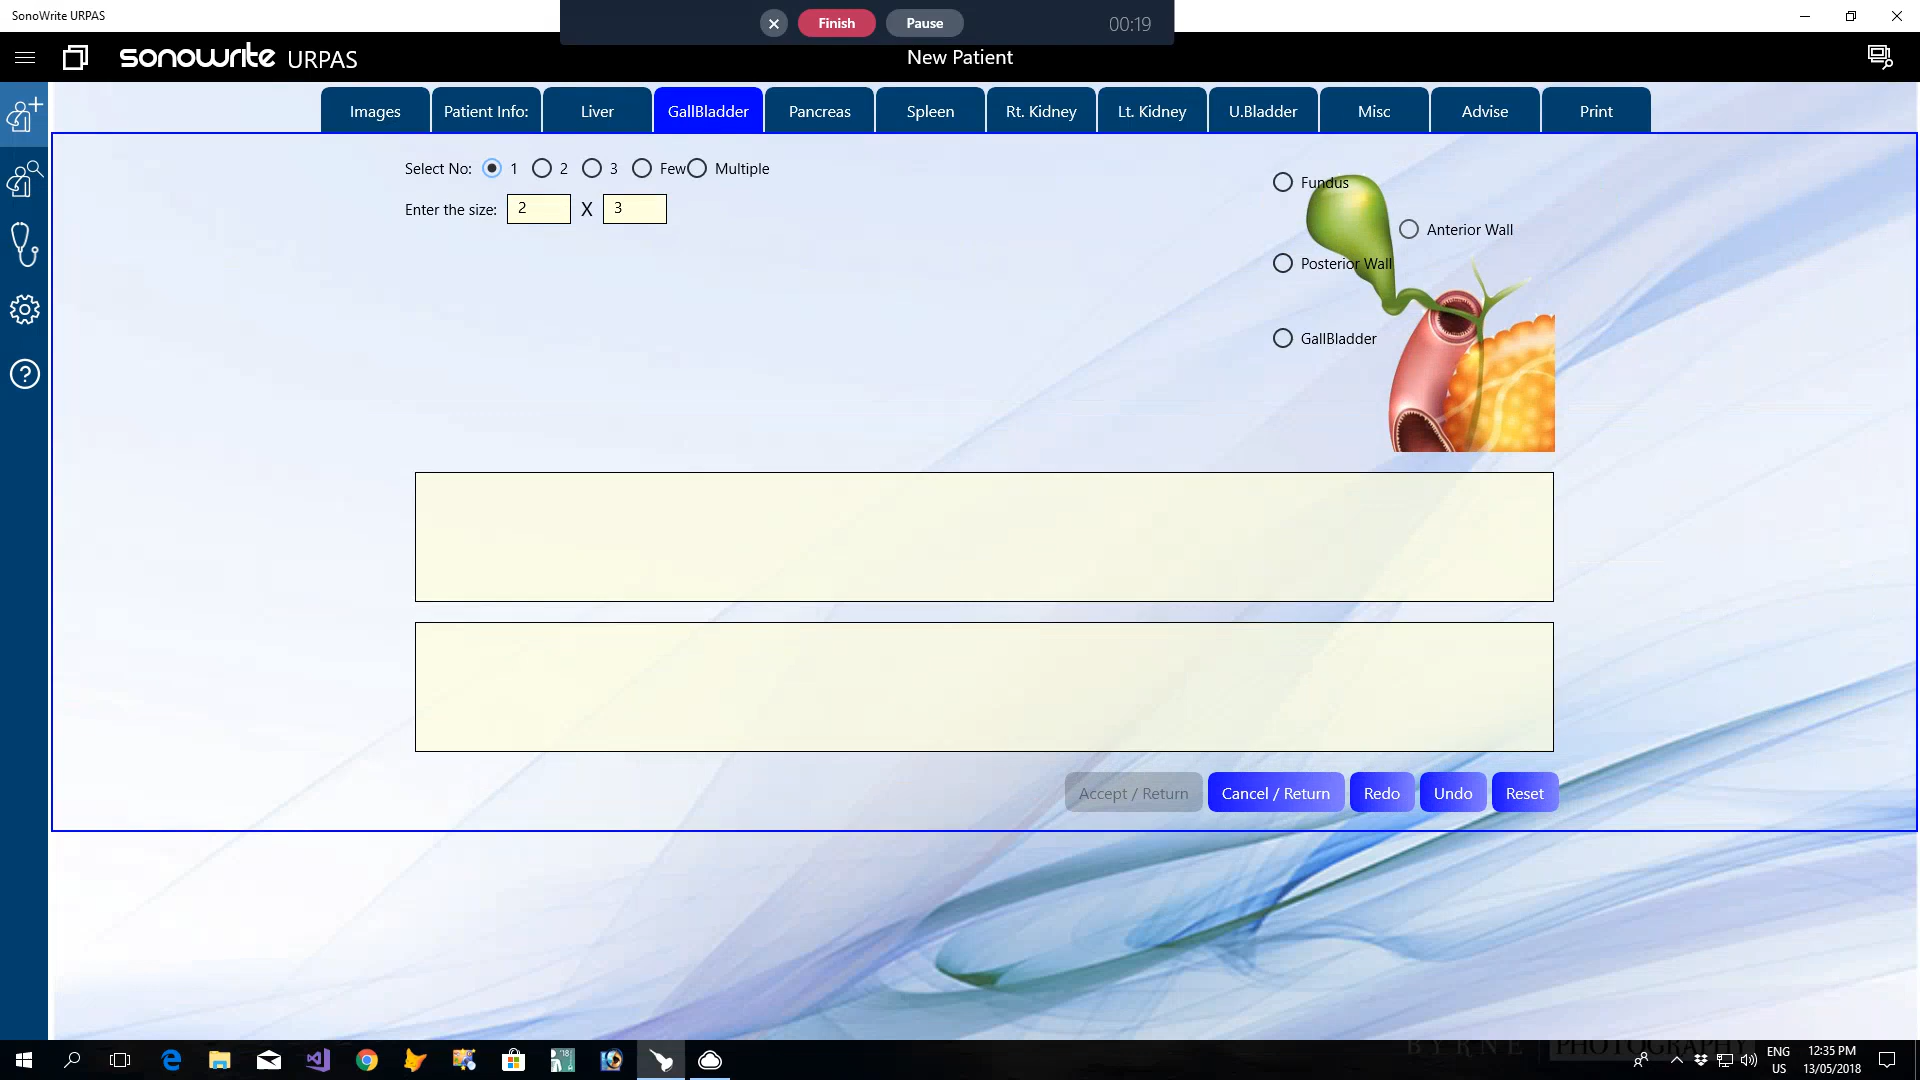 SonoWrite URPAS
Finish
Pause
00:19
sonowrite URPAS
New Patient
Images
Patient Info:
Liver
GallBladder
Pancreas
Spleen
Rt. Kidney
Lt. Kidney
U.Bladder
Misc
Advise
Print
Select No: 1 2 3 Few Multiple
Enter the size: 2 X 3
Fundus
Anterior Wall
Posterior Wall
GallBladder
Accept / Return
Cancel / Return
Redo
Undo
Reset
BYRNE PHOTOGRAPHY
ENG
US
12:35 PM
13/05/2018